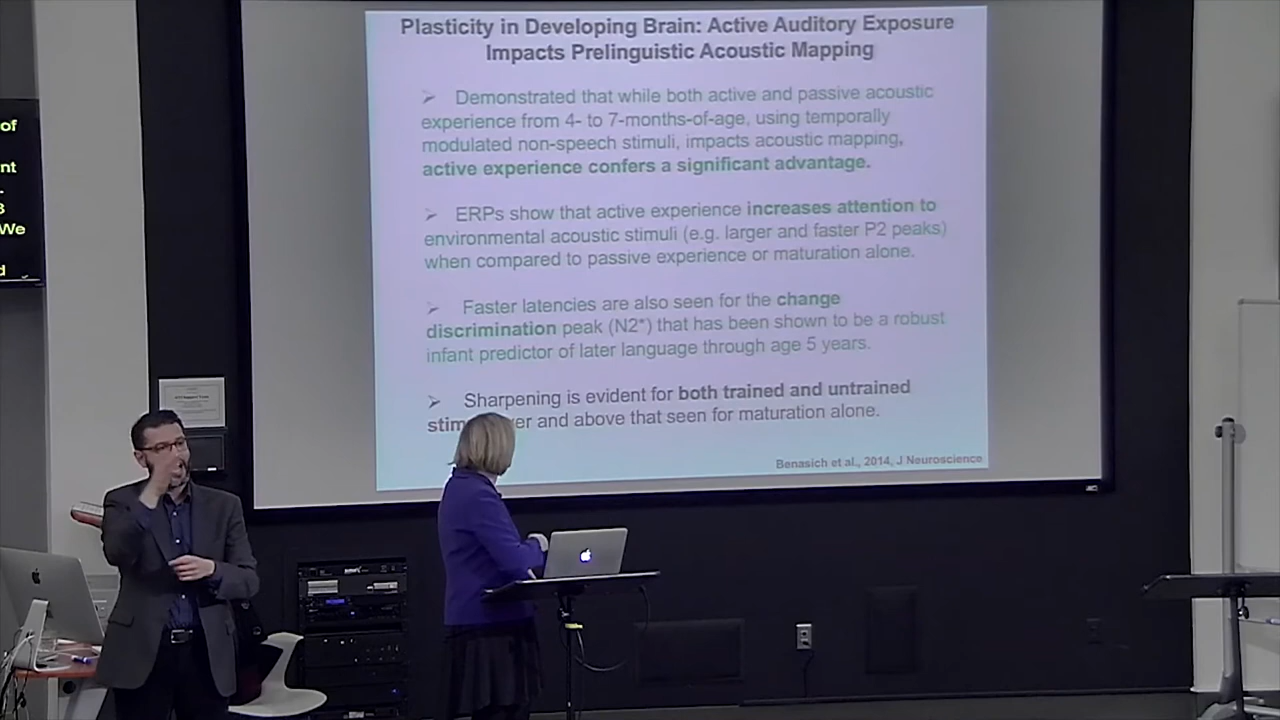 Plasticity in Developing Brain: Active Auditory Exposure
Impacts Prelinguistic Acoustic Mapping
➢ Demonstrated that while both active and passive acoustic
experience from 4- to 7-months-of-age, using temporally
modulated non-speech stimuli, impacts acoustic mapping,
active experience confers a significant advantage.
➢ ERPs show that active experience increases attention to
environmental acoustic stimuli (e.g. larger and faster P2 peaks)
when compared to passive experience or maturation alone.
➢ Faster latencies are also seen for the change
discrimination peak (N2*) that has been shown to be a robust
infant predictor of later language through age 5 years.
➢ Sharpening is evident for both trained and untrained
stim er and above that seen for maturation alone.
Benasich et al., 2014, J Neuroscience
of
nt
-
3
We
d